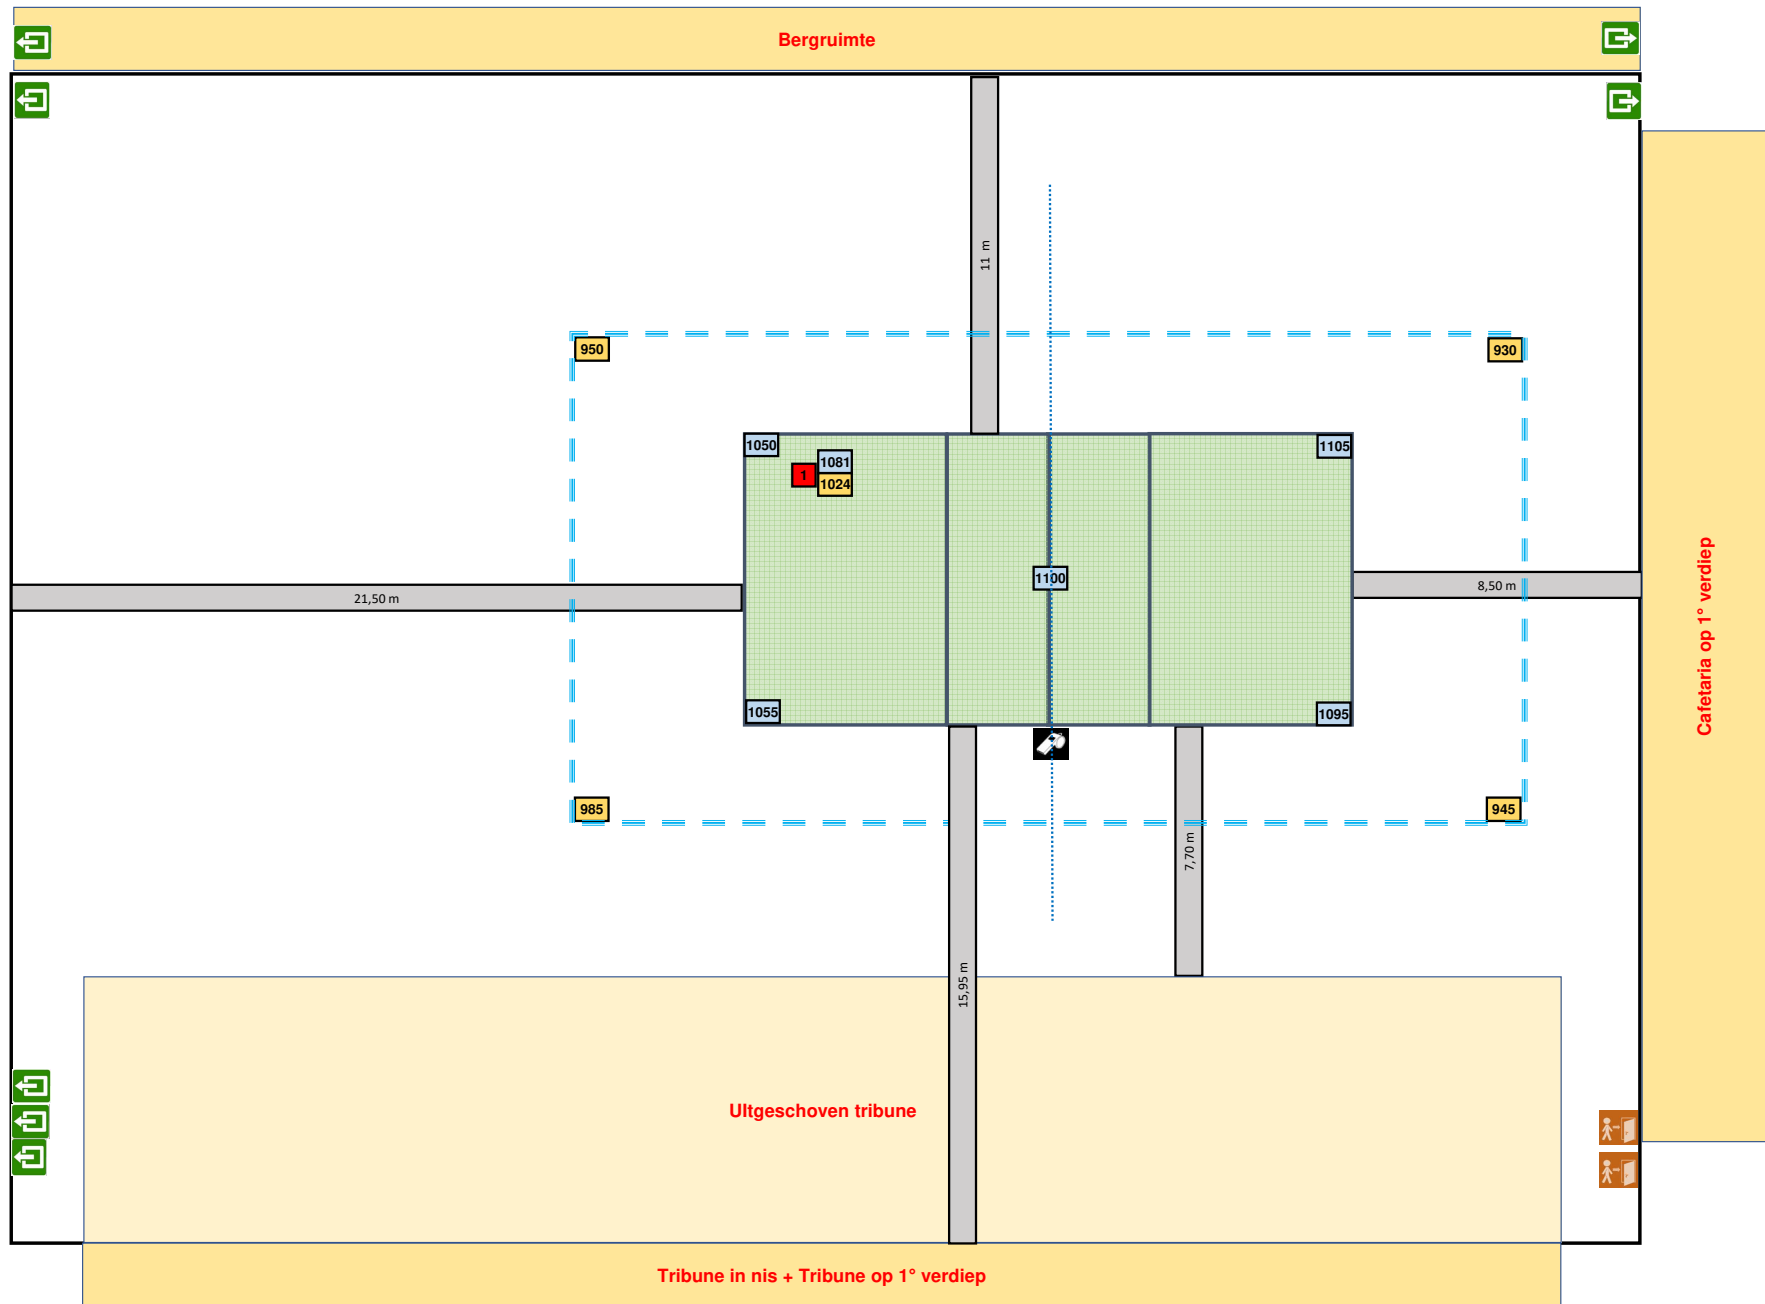 Bergruimte
11 m
950
930
1050
1105
1081
1
1024
1100
21,50 m
8,50 m
Cafetaria op 1° verdiep
1055
1095
985
945
7,70 m
15,95 m
UItgeschoven tribune
Tribune in nis + Tribune op 1° verdiep